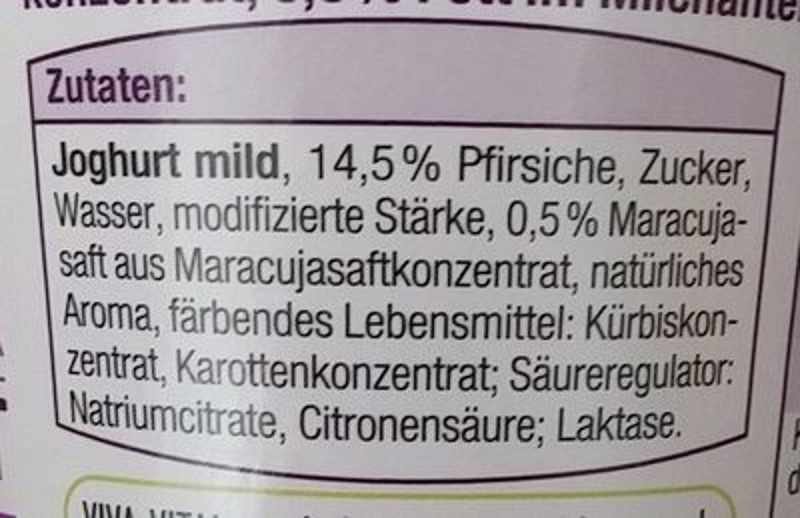 Zutaten:
Joghurt mild, 14,5% Pfirsiche, Zucker,
Wasser, modifizierte Stärke, 0,5% Maracuja-
saft aus Maracujasaftkonzentrat, natürliches
Aroma, färbendes Lebensmittel: Kürbiskon-
zentrat, Karottenkonzentrat; Säureregulator:
Natriumcitrate, Citronensäure; Laktase.
VIVA